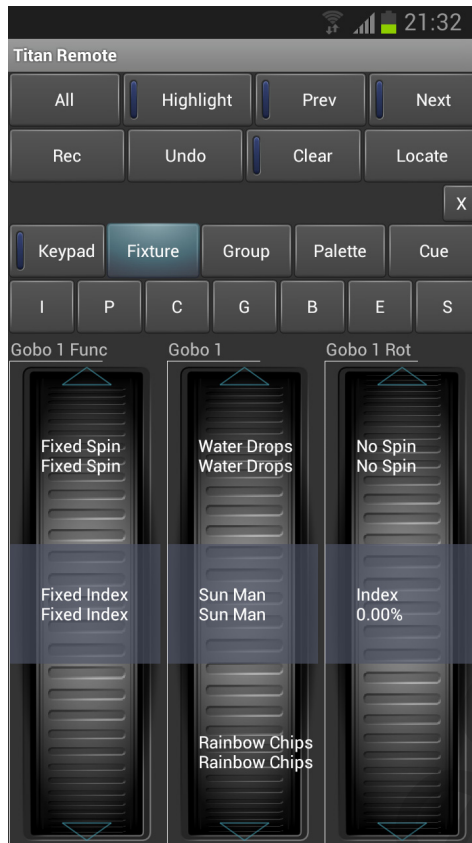 21:32
Titan Remote
All Highlight Prev Next
Rec Undo Clear Locate
X
Keypad Fixture Group Palette Cue
I P C G B E S
Gobo 1 Func Gobo 1 Gobo 1 Rot
Fixed Spin Water Drops No Spin
Fixed Spin Water Drops No Spin
Fixed Index Sun Man Index
Fixed Index Sun Man 0.00%
Rainbow Chips
Rainbow Chips